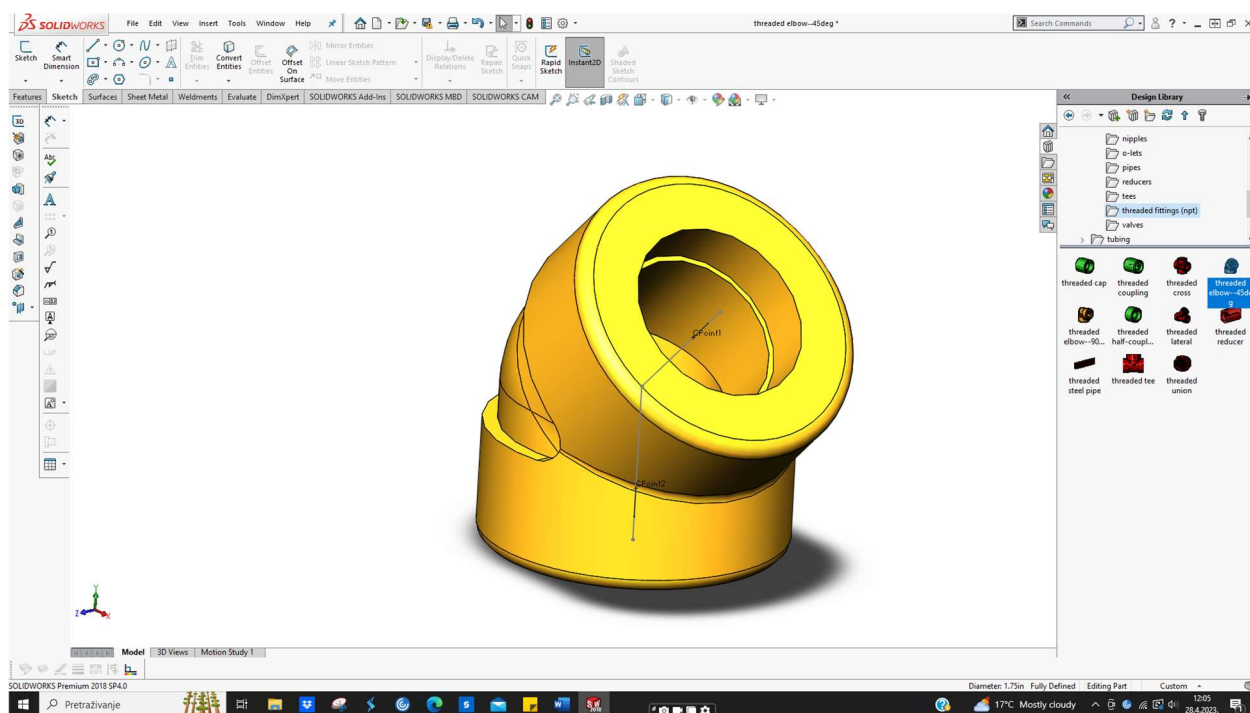 SOLIDWORKS
File Edit View Insert Tools Window Help
threaded elbow--45deg *
Search Commands
Sketch
Smart Dimension
Trim Entities
Convert Entities
Offset Entities
Offset On Surface
Mirror Entities
Linear Sketch Pattern
Move Entities
Display/Delete Relations
Repair Sketch
Quick Snaps
Rapid Sketch
Instant2D
Shaded Sketch Contours
Features Sketch Surfaces Sheet Metal Weldments Evaluate DimXpert SOLIDWORKS Add-Ins SOLIDWORKS MBD SOLIDWORKS CAM
Design Library
nipples
o-lets
pipes
reducers
tees
threaded fittings (npt)
valves
tubing
threaded cap
threaded coupling
threaded cross
threaded elbow--45deg
threaded elbow--90...
threaded half-coupl...
threaded lateral
threaded reducer
threaded steel pipe
threaded tee
threaded union
CPoint1
CPoint2
Y
Z
X
Model 3D Views Motion Study 1
SOLIDWORKS Premium 2018 SP4.0
Diameter: 1.75in Fully Defined Editing Part Custom
Pretraživanje
17°C Mostly cloudy
12:05
28.4.2023.